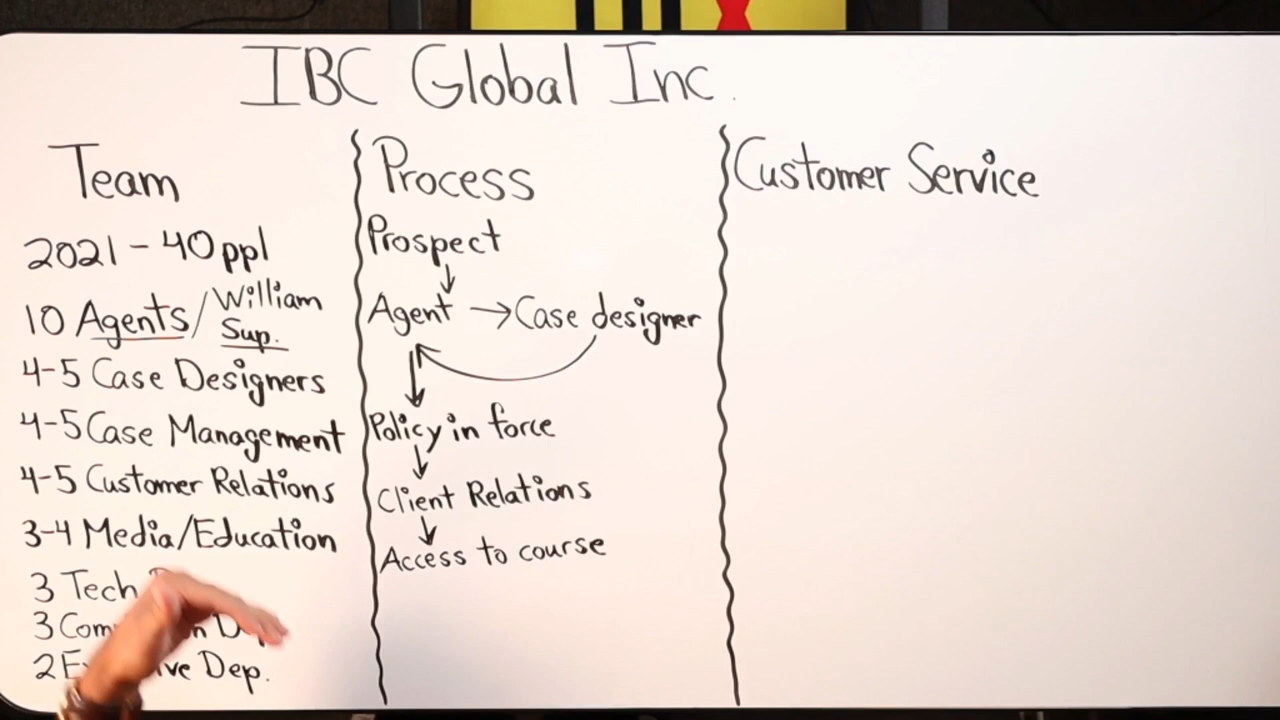 IBC Global Inc.
Team
2021 - 40 ppl
10 Agents / William Sup.
4-5 Case Designers
4-5 Case Management
4-5 Customer Relations
3-4 Media/Education
3 Tech
3
2 Dep.
Process
Prospect
Agent → Case designer
Policy in force
Client Relations
Access to course
Customer Service